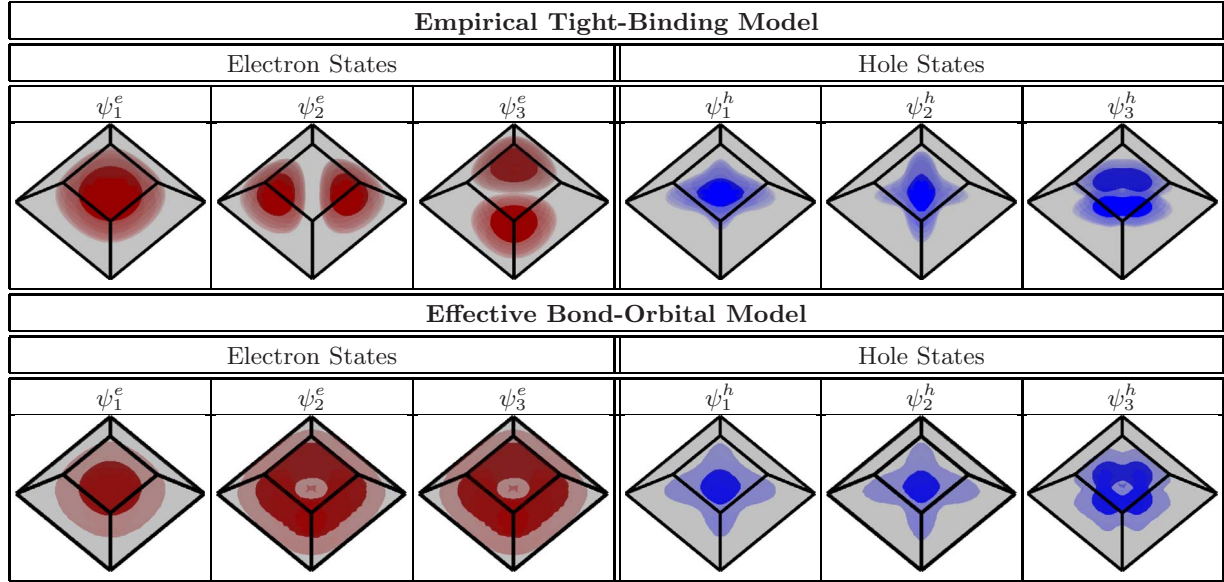 Empirical Tight-Binding Model
Electron States Hole States
ψ₁ᵉ ψ₂ᵉ ψ₃ᵉ ψ₁ʰ ψ₂ʰ ψ₃ʰ
Effective Bond-Orbital Model
Electron States Hole States
ψ₁ᵉ ψ₂ᵉ ψ₃ᵉ ψ₁ʰ ψ₂ʰ ψ₃ʰ